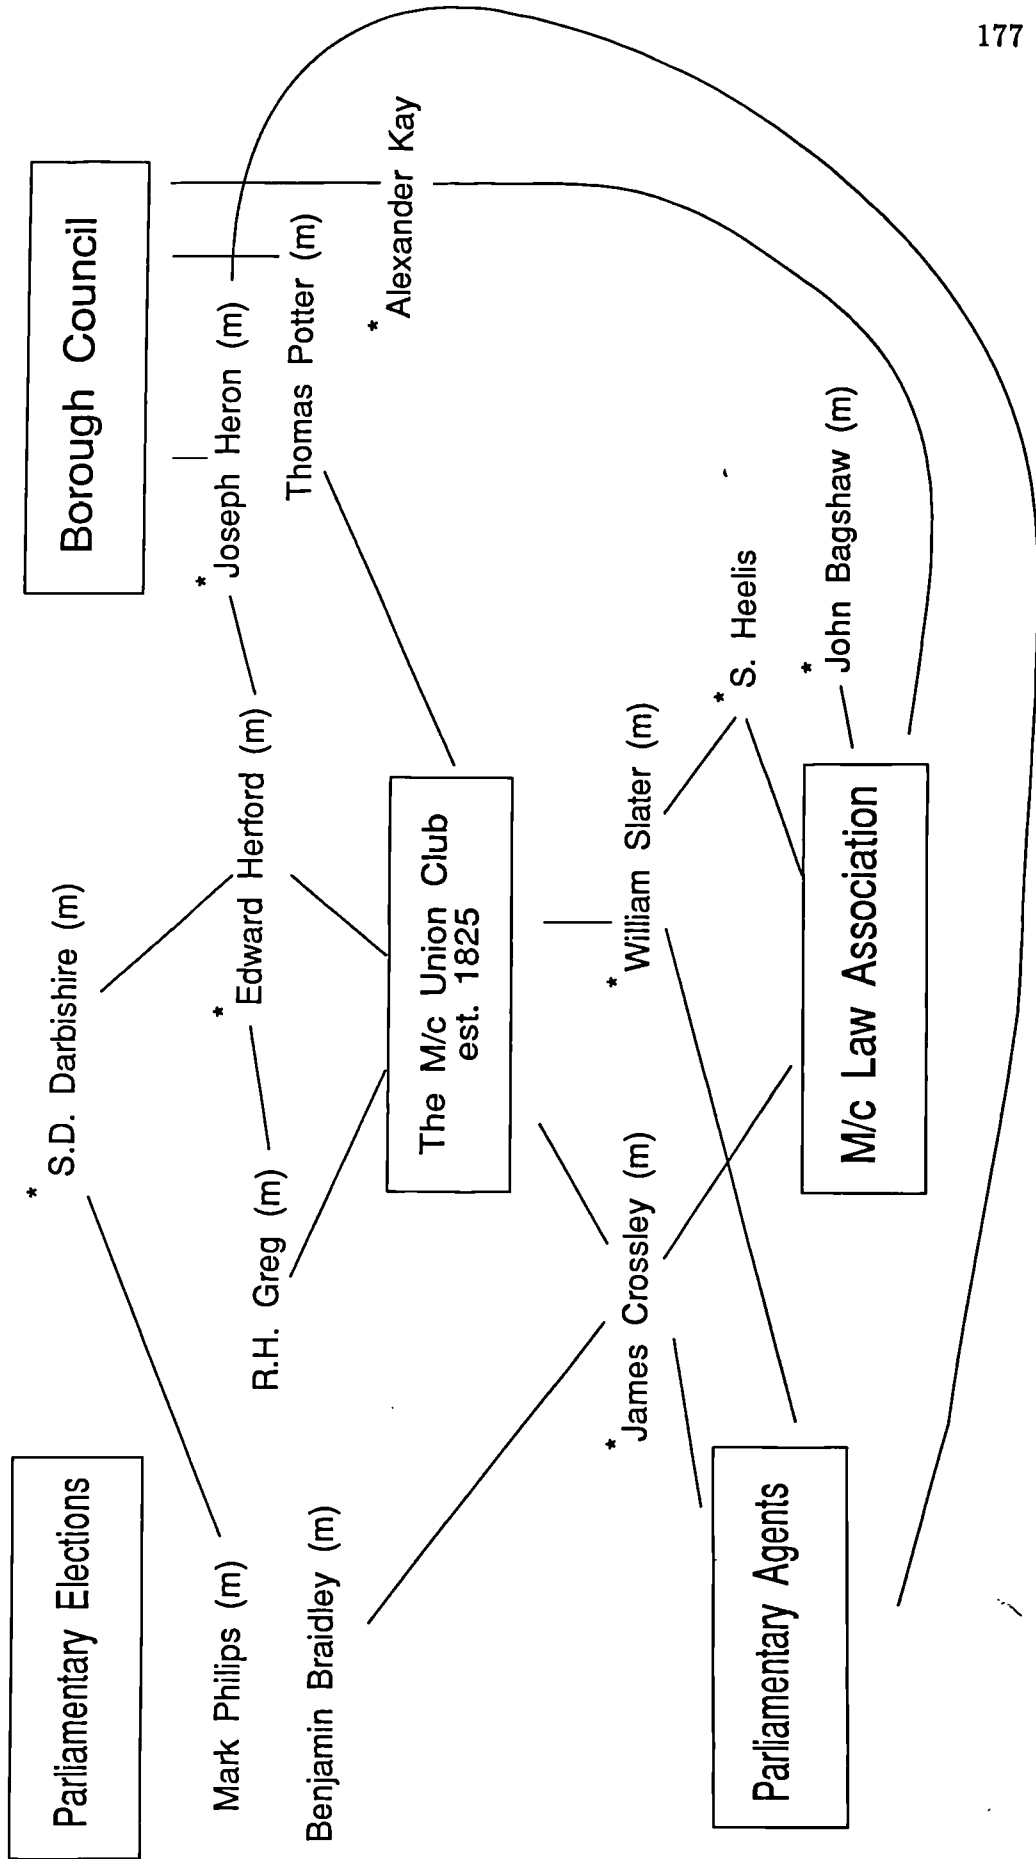 177
Parliamentary Elections
Borough Council
* S.D. Darbishire (m)
Mark Philips (m)
* Joseph Heron (m)
* Edward Herford (m)
R.H. Greg (m)
Thomas Potter (m)
Benjamin Braidley (m)
* Alexander Kay
The M/c Union Club
est. 1825
* James Crossley (m)
* William Slater (m)
* S. Heelis
* John Bagshaw (m)
Parliamentary Agents
M/c Law Association